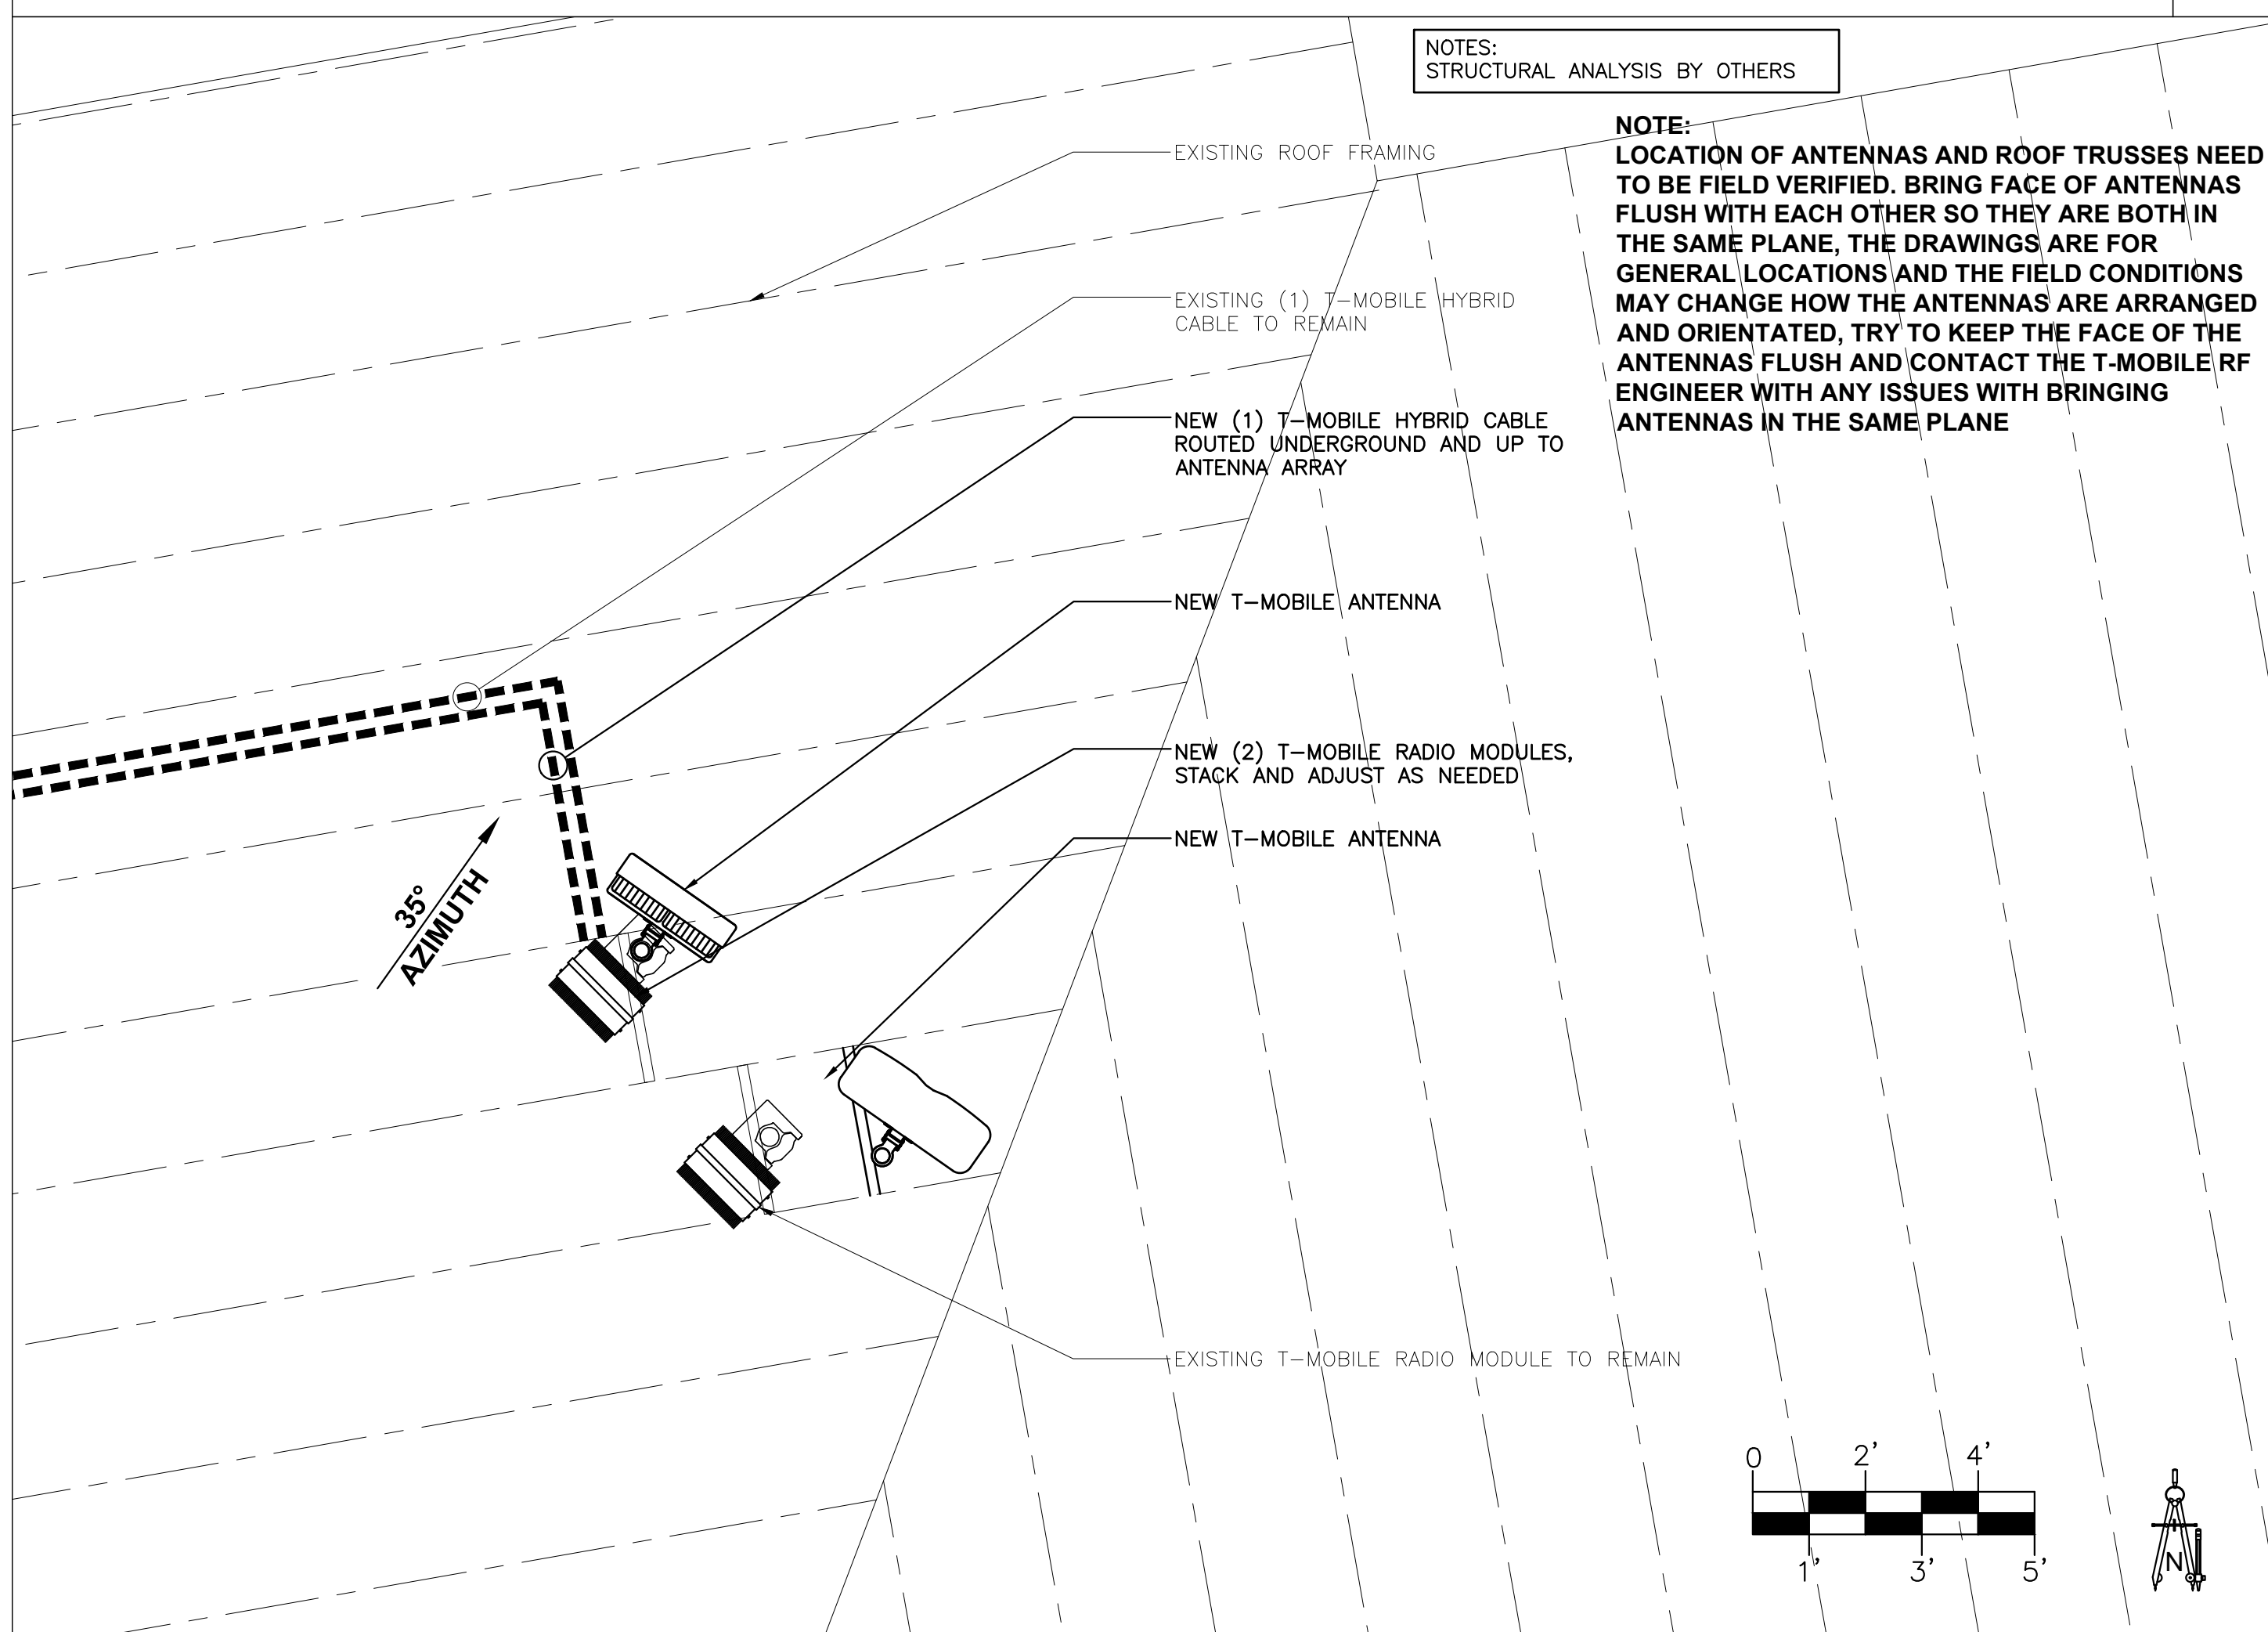 NOTES:
STRUCTURAL ANALYSIS BY OTHERS
NOTE:
LOCATION OF ANTENNAS AND ROOF TRUSSES NEED
TO BE FIELD VERIFIED. BRING FACE OF ANTENNAS
FLUSH WITH EACH OTHER SO THEY ARE BOTH IN
THE SAME PLANE, THE DRAWINGS ARE FOR
GENERAL LOCATIONS AND THE FIELD CONDITIONS
MAY CHANGE HOW THE ANTENNAS ARE ARRANGED
AND ORIENTATED, TRY TO KEEP THE FACE OF THE
ANTENNAS FLUSH AND CONTACT THE T-MOBILE RF
ENGINEER WITH ANY ISSUES WITH BRINGING
ANTENNAS IN THE SAME PLANE
EXISTING ROOF FRAMING
EXISTING (1) T-MOBILE HYBRID
CABLE TO REMAIN
NEW (1) T-MOBILE HYBRID CABLE
ROUTED UNDERGROUND AND UP TO
ANTENNA ARRAY
NEW T-MOBILE ANTENNA
NEW (2) T-MOBILE RADIO MODULES,
STACK AND ADJUST AS NEEDED
NEW T-MOBILE ANTENNA
35°
AZIMUTH
EXISTING T-MOBILE RADIO MODULE TO REMAIN
0 2' 4'
1' 3' 5'
N